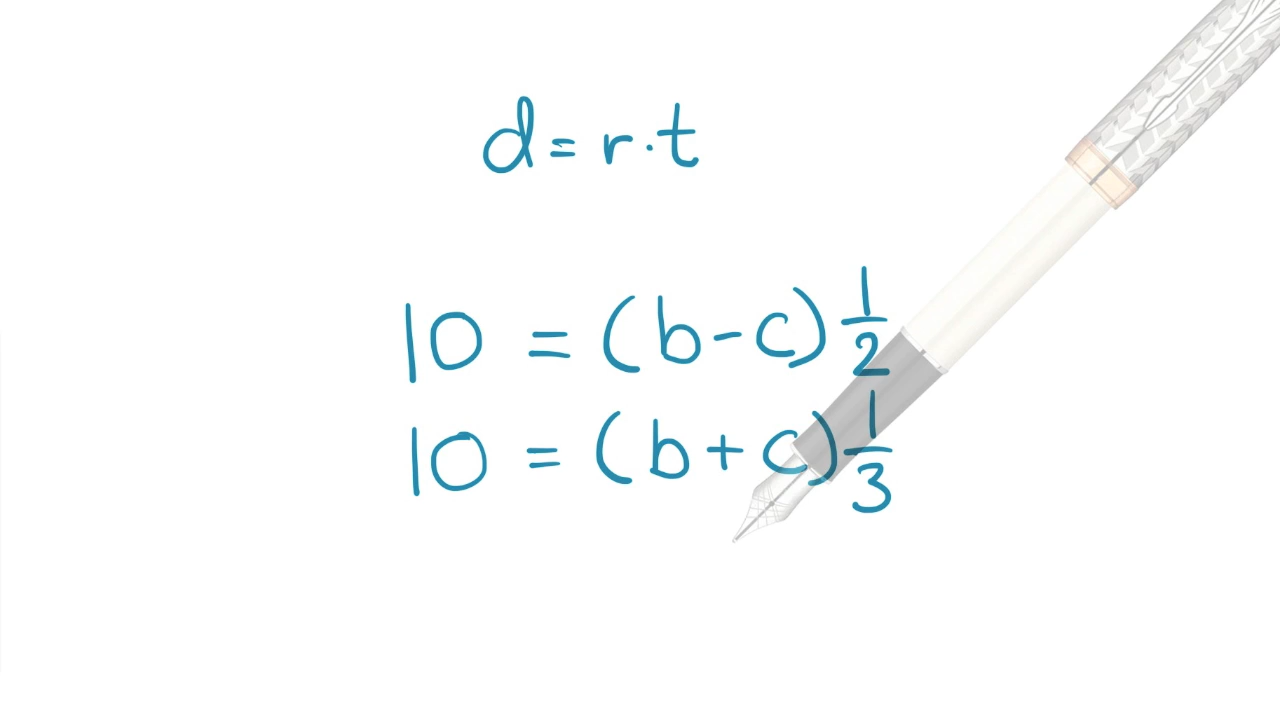 d = r · t
10 = (b - c) 1/2
10 = (b + c) 1/3